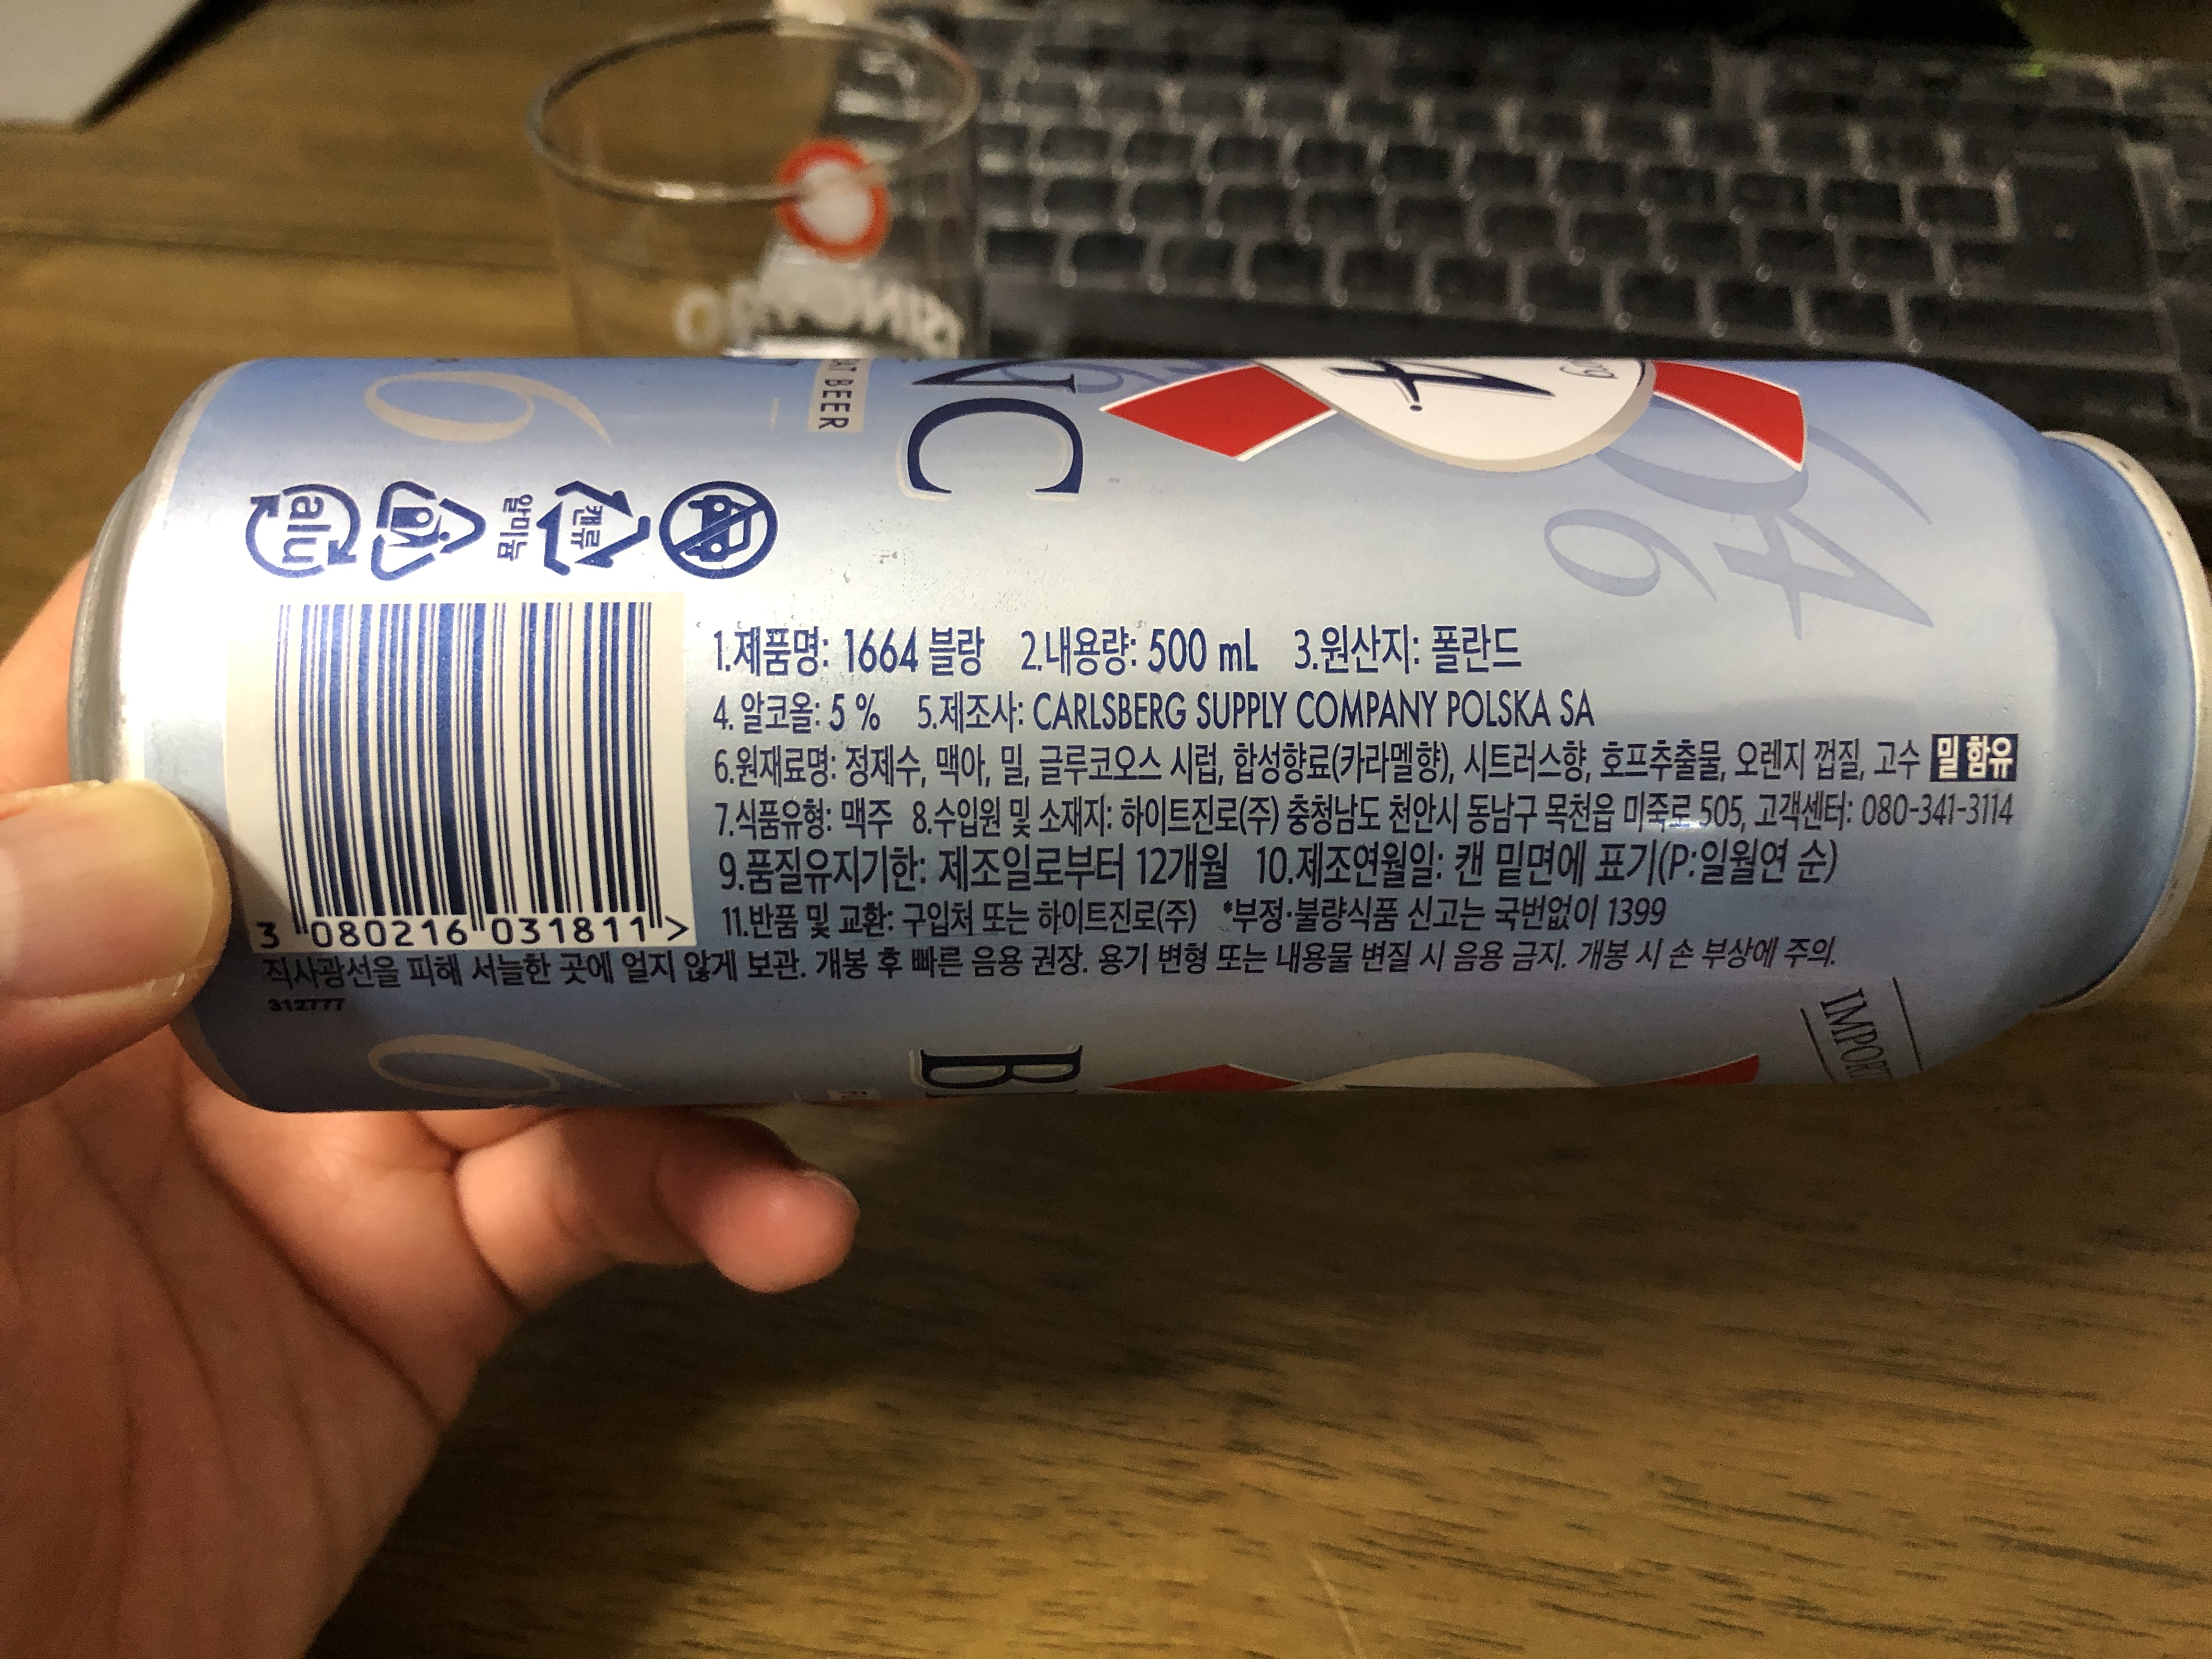 BEER
NC
4
64
6
6
alu
캔류
알미늄
1.제품명: 1664 블랑 2.내용량: 500 mL 3.원산지: 폴란드
4. 알코올: 5 % 5.제조사: CARLSBERG SUPPLY COMPANY POLSKA SA
6.원재료명: 정제수, 맥아, 밀, 글루코오스 시럽, 합성향료(카라멜향), 시트러스향, 호프추출물, 오렌지 껍질, 고수 밀 함유
7.식품유형: 맥주 8.수입원 및 소재지: 하이트진로(주) 충청남도 천안시 동남구 목천읍 미죽로 505, 고객센터: 080-341-3114
9.품질유지기한: 제조일로부터 12개월 10.제조연월일: 캔 밑면에 표기(P:일월연 순)
11.반품 및 교환: 구입처 또는 하이트진로(주) *부정·불량식품 신고는 국번없이 1399
3 080216 031811 >
직사광선을 피해 서늘한 곳에 얼지 않게 보관. 개봉 후 빠른 음용 권장. 용기 변형 또는 내용물 변질 시 음용 금지. 개봉 시 손 부상에 주의.
312777
6